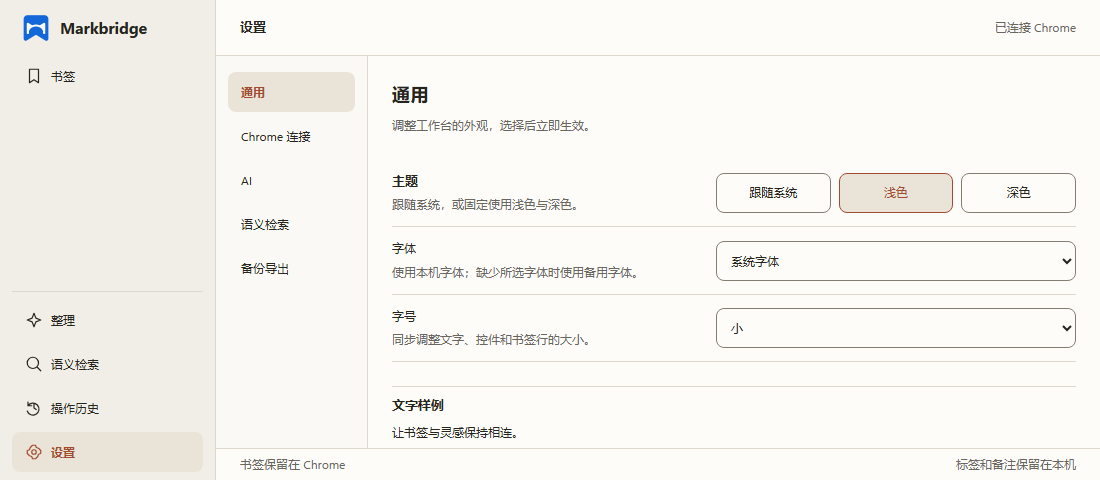 Markbridge
书签
整理
语义检索
操作历史
设置
设置
已连接 Chrome
通用
Chrome 连接
AI
语义检索
备份导出
通用
调整工作台的外观，选择后立即生效。
主题
跟随系统，或固定使用浅色与深色。
跟随系统
浅色
深色
字体
使用本机字体；缺少所选字体时使用备用字体。
系统字体
字号
同步调整文字、控件和书签行的大小。
小
文字样例
让书签与灵感保持相连。
书签保留在 Chrome
标签和备注保留在本机